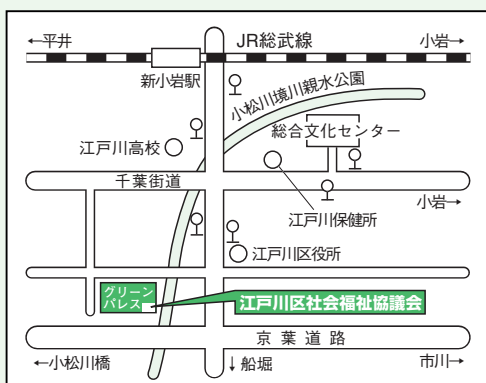 ←平井
JR総武線
小岩→
新小岩駅
小松川境川親水公園
総合文化センター
江戸川高校
千葉街道
江戸川保健所
小岩→
江戸川区役所
グリーン
パレス
江戸川区社会福祉協議会
京葉道路
←小松川橋
↓船堀
市川→